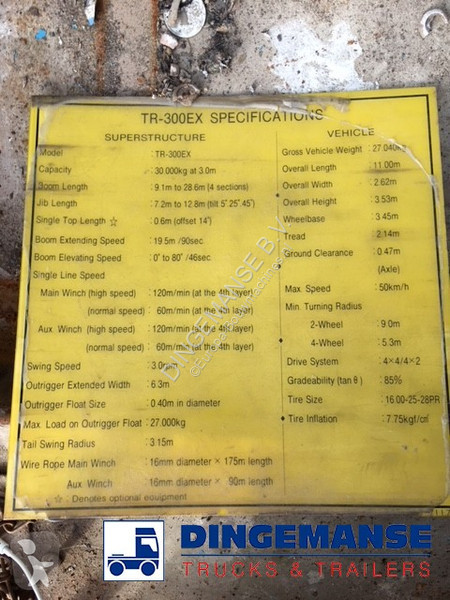 TR-300EX SPECIFICATIONS
SUPERSTRUCTURE
Model : TR-300EX
Capacity : 30.000kg at 3.0m
Boom Length : 9.1m to 28.6m (4 sections)
Jib Length : 7.2m to 12.8m (tilt 5°25°45°)
Single Top Length ☆ : 0.6m (offset 14°)
Boom Extending Speed : 19.5m /90sec
Boom Elevating Speed : 0° to 80° /46sec
Single Line Speed
Main Winch (high speed) : 120m/min (at the 4th layer)
(normal speed) : 60m/min (at the 4th layer)
Aux. Winch (high speed) : 120m/min (at the 4th layer)
(normal speed) : 60m/min (at the 4th layer)
Swing Speed : 3.0
Outrigger Extended Width : 6.3m
Outrigger Float Size : 0.40m in diameter
Max. Load on Outrigger Float : 27.000kg
Tail Swing Radius : 3.15m
Wire Rope Main Winch : 16mm diameter × 175m length
Aux. Winch : 16mm diameter × 90m length
☆ : Denotes optional equipment
VEHICLE
Gross Vehicle Weight : 27.040kg
Overall Length : 11.00m
Overall Width : 2.62m
Overall Height : 3.53m
Wheelbase : 3.45m
Tread : 2.14m
Ground Clearance : 0.47m
(Axle)
Max. Speed : 50km/h
Min. Turning Radius
2-Wheel : 9.0m
4-Wheel : 5.3m
Drive System : 4×4/4×2
Gradeability (tan θ) : 85%
Tire Size : 16.00-25-28PR
Tire Inflation : 7.75kgf/cm²
DINGEMANSE B.V.
DINGEMANSE
TRUCKS & TRAILERS